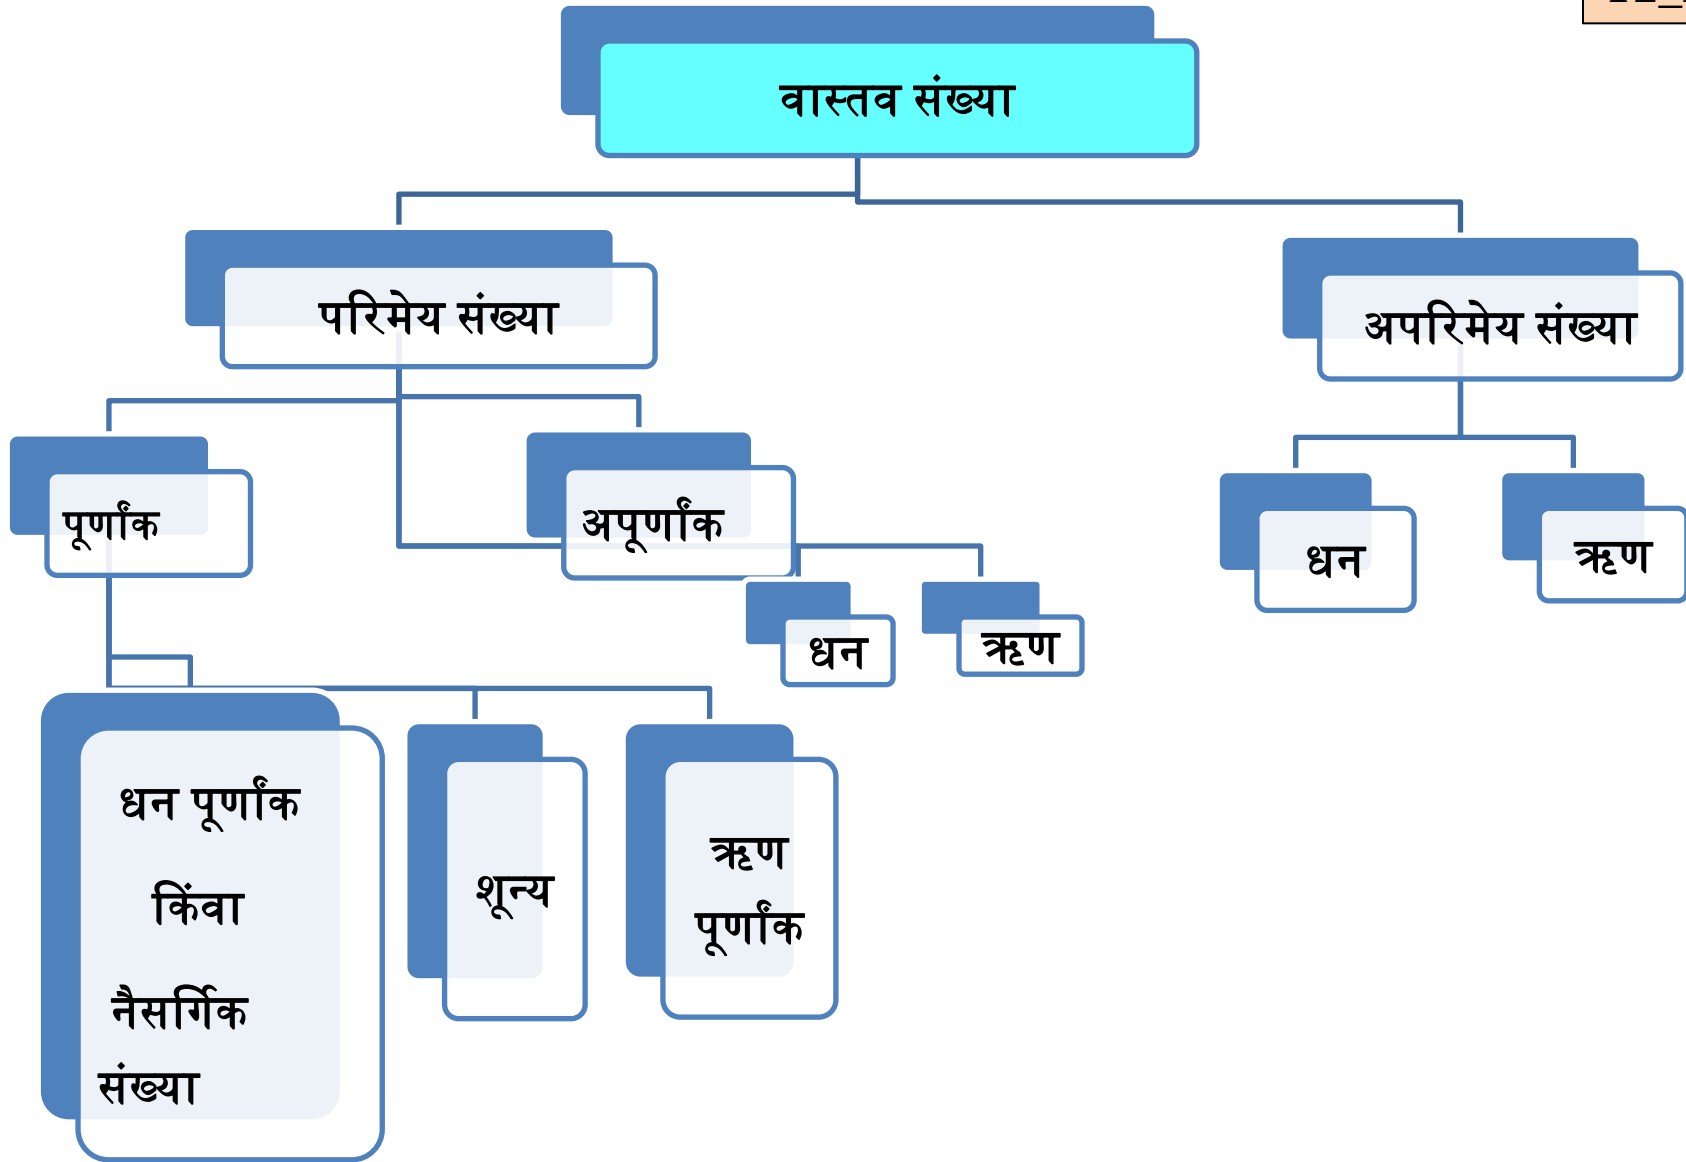 वास्तव संख्या
परिमेय संख्या
अपरिमेय संख्या
पूर्णांक
अपूर्णांक
धन
ऋण
धन
ऋण
धन पूर्णांक
किंवा
नैसर्गिक
संख्या
शून्य
ऋण
पूर्णांक